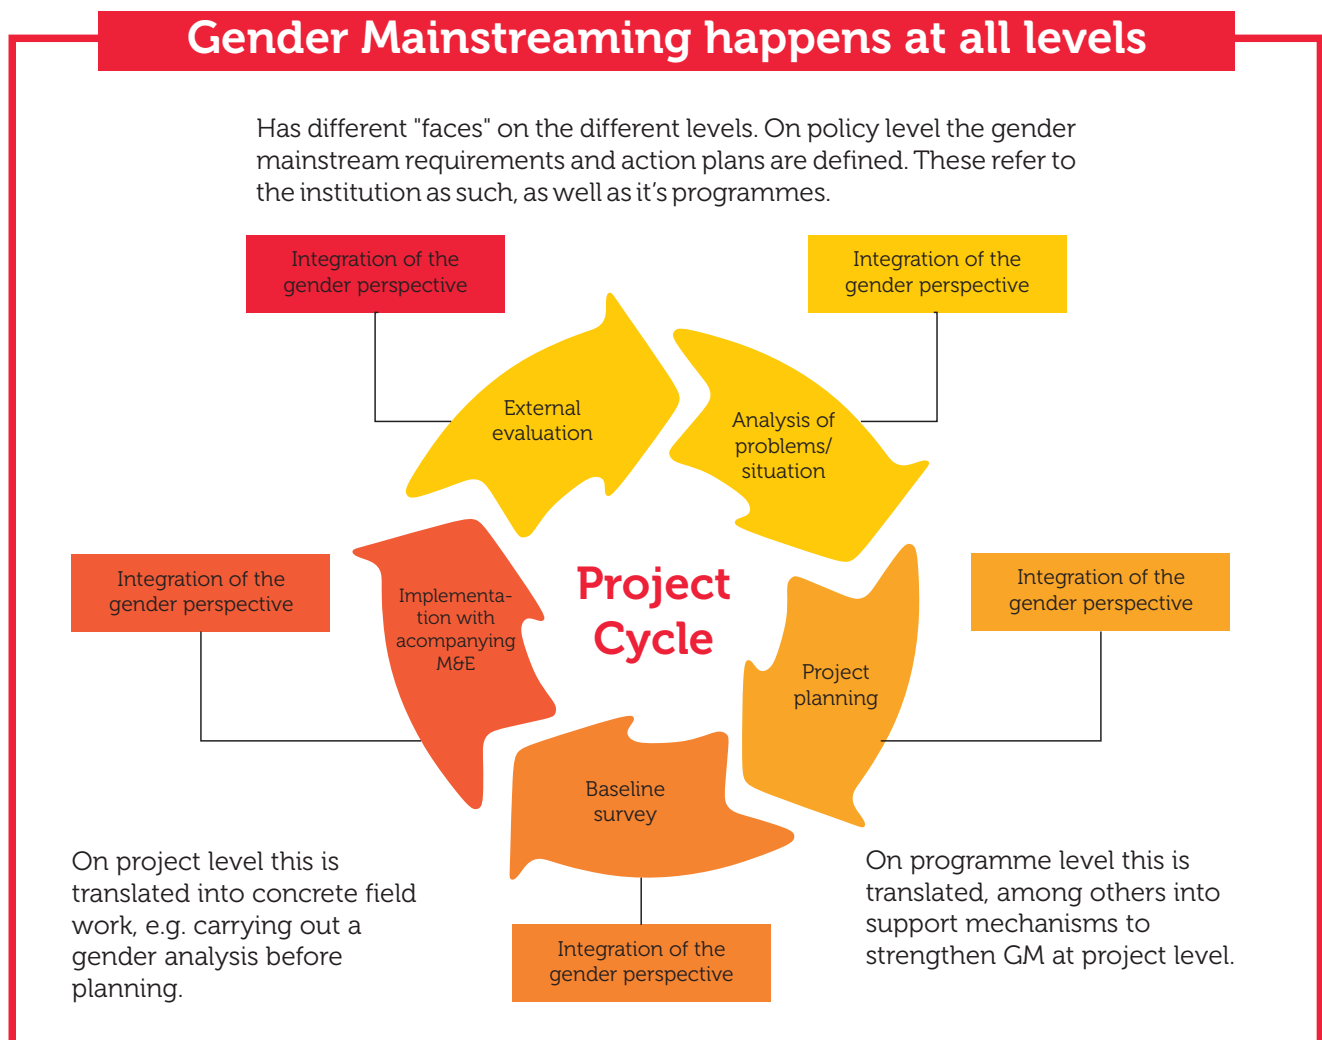 Gender Mainstreaming happens at all levels
Has different "faces" on the different levels. On policy level the gender
mainstream requirements and action plans are defined. These refer to
the institution as such, as well as it's programmes.
Integration of the
gender perspective
Integration of the
gender perspective
External
evaluation
Analysis of
problems/
situation
Integration of the
gender perspective
Implementa-
tion with
acompanying
M&E
Project
Cycle
Integration of the
gender perspective
Project
planning
Baseline
survey
On project level this is
translated into concrete field
work, e.g. carrying out a
gender analysis before
planning.
On programme level this is
translated, among others into
support mechanisms to
strengthen GM at project level.
Integration of the
gender perspective